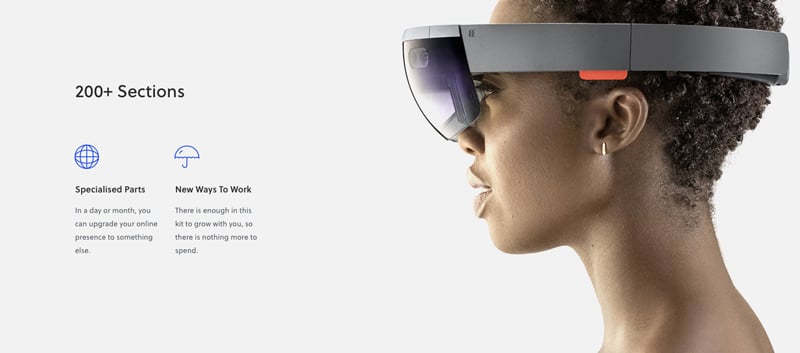 200+ Sections
Specialised Parts
In a day or month, you
can upgrade your online
presence to something
else.
New Ways To Work
There is enough in this
kit to grow with you, so
there is nothing more to
spend.